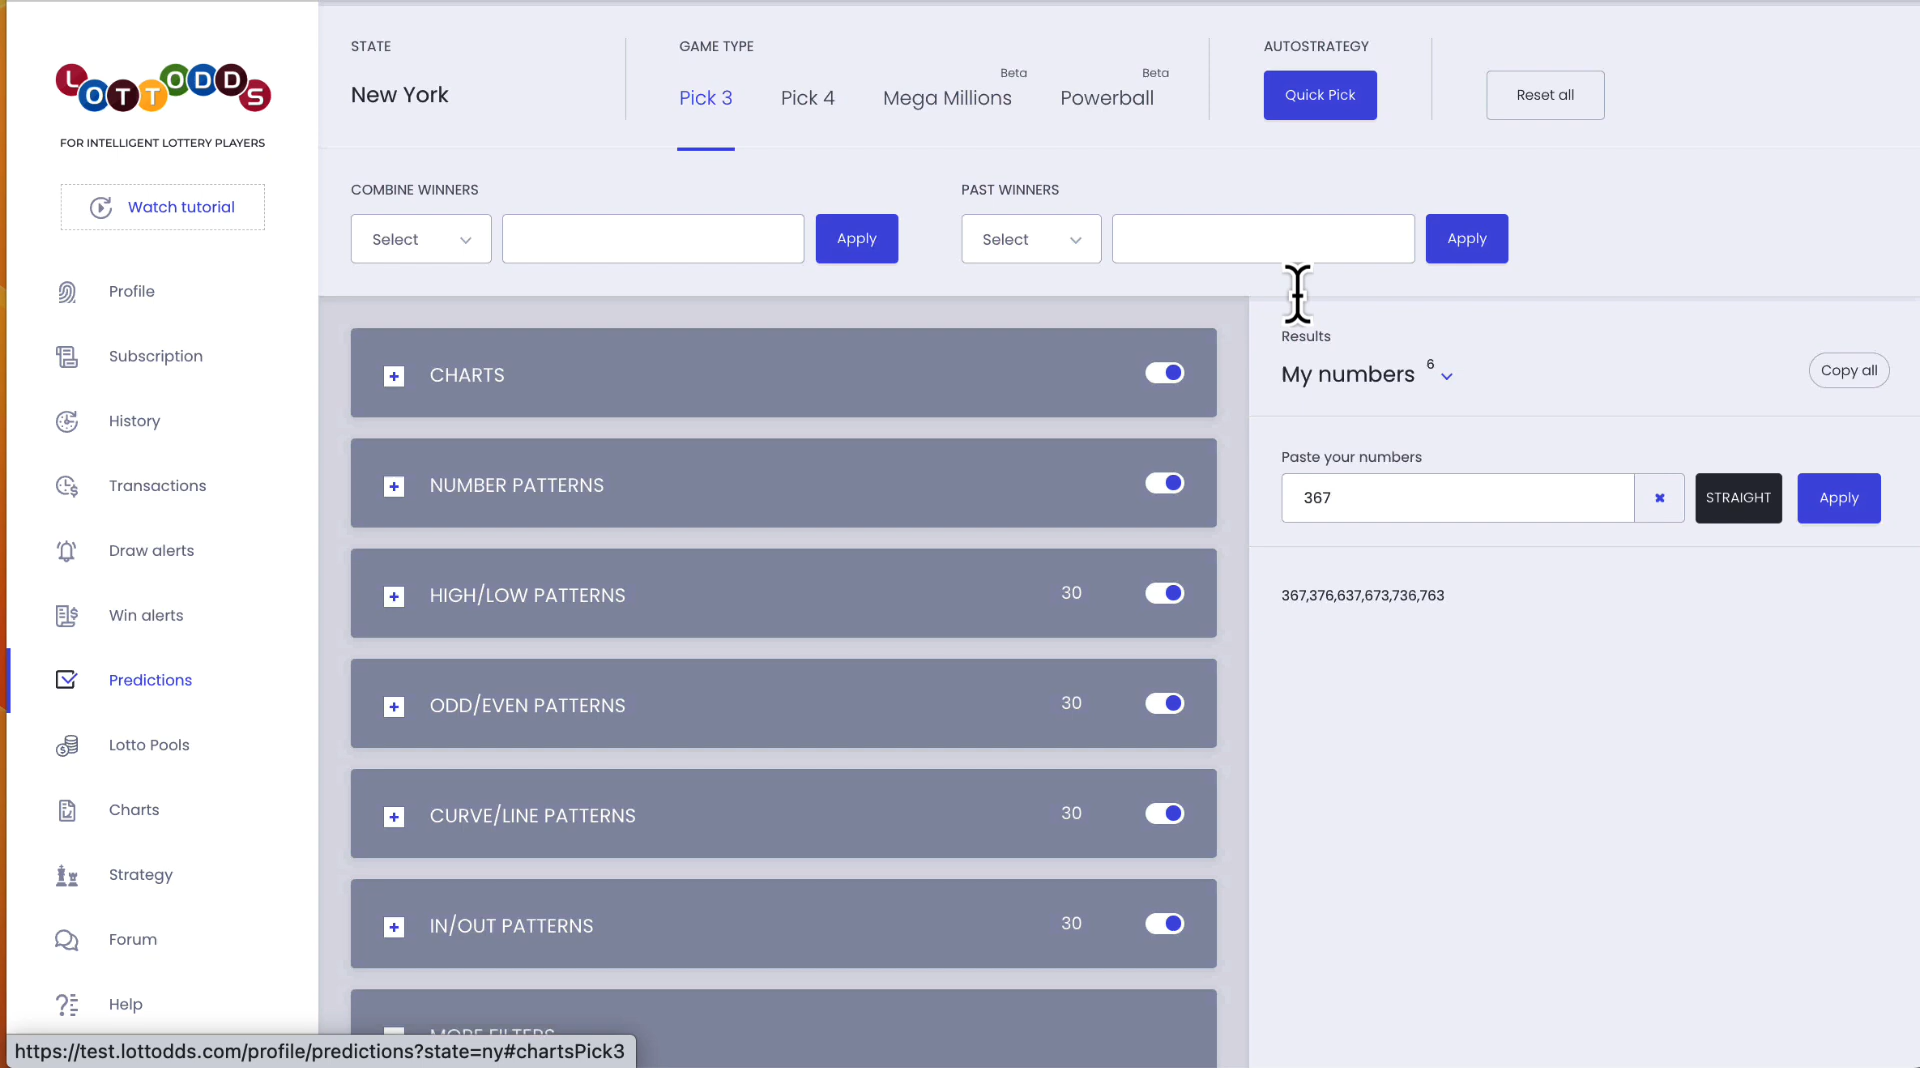 LOTTODDS
FOR INTELLIGENT LOTTERY PLAYERS
Watch tutorial
Profile
Subscription
History
Transactions
Draw alerts
Win alerts
Predictions
Lotto Pools
Charts
Strategy
Forum
Help
STATE
New York
GAME TYPE
Pick 3
Pick 4
Beta
Mega Millions
Beta
Powerball
AUTOSTRATEGY
Quick Pick
Reset all
COMBINE WINNERS
Select
Apply
PAST WINNERS
Select
Apply
CHARTS
NUMBER PATTERNS
HIGH/LOW PATTERNS 30
ODD/EVEN PATTERNS 30
CURVE/LINE PATTERNS 30
IN/OUT PATTERNS 30
MORE FILTERS
Results
My numbers 6
Copy all
Paste your numbers
367
STRAIGHT
Apply
367,376,637,673,736,763
https://test.lottodds.com/profile/predictions?state=ny#chartsPick3